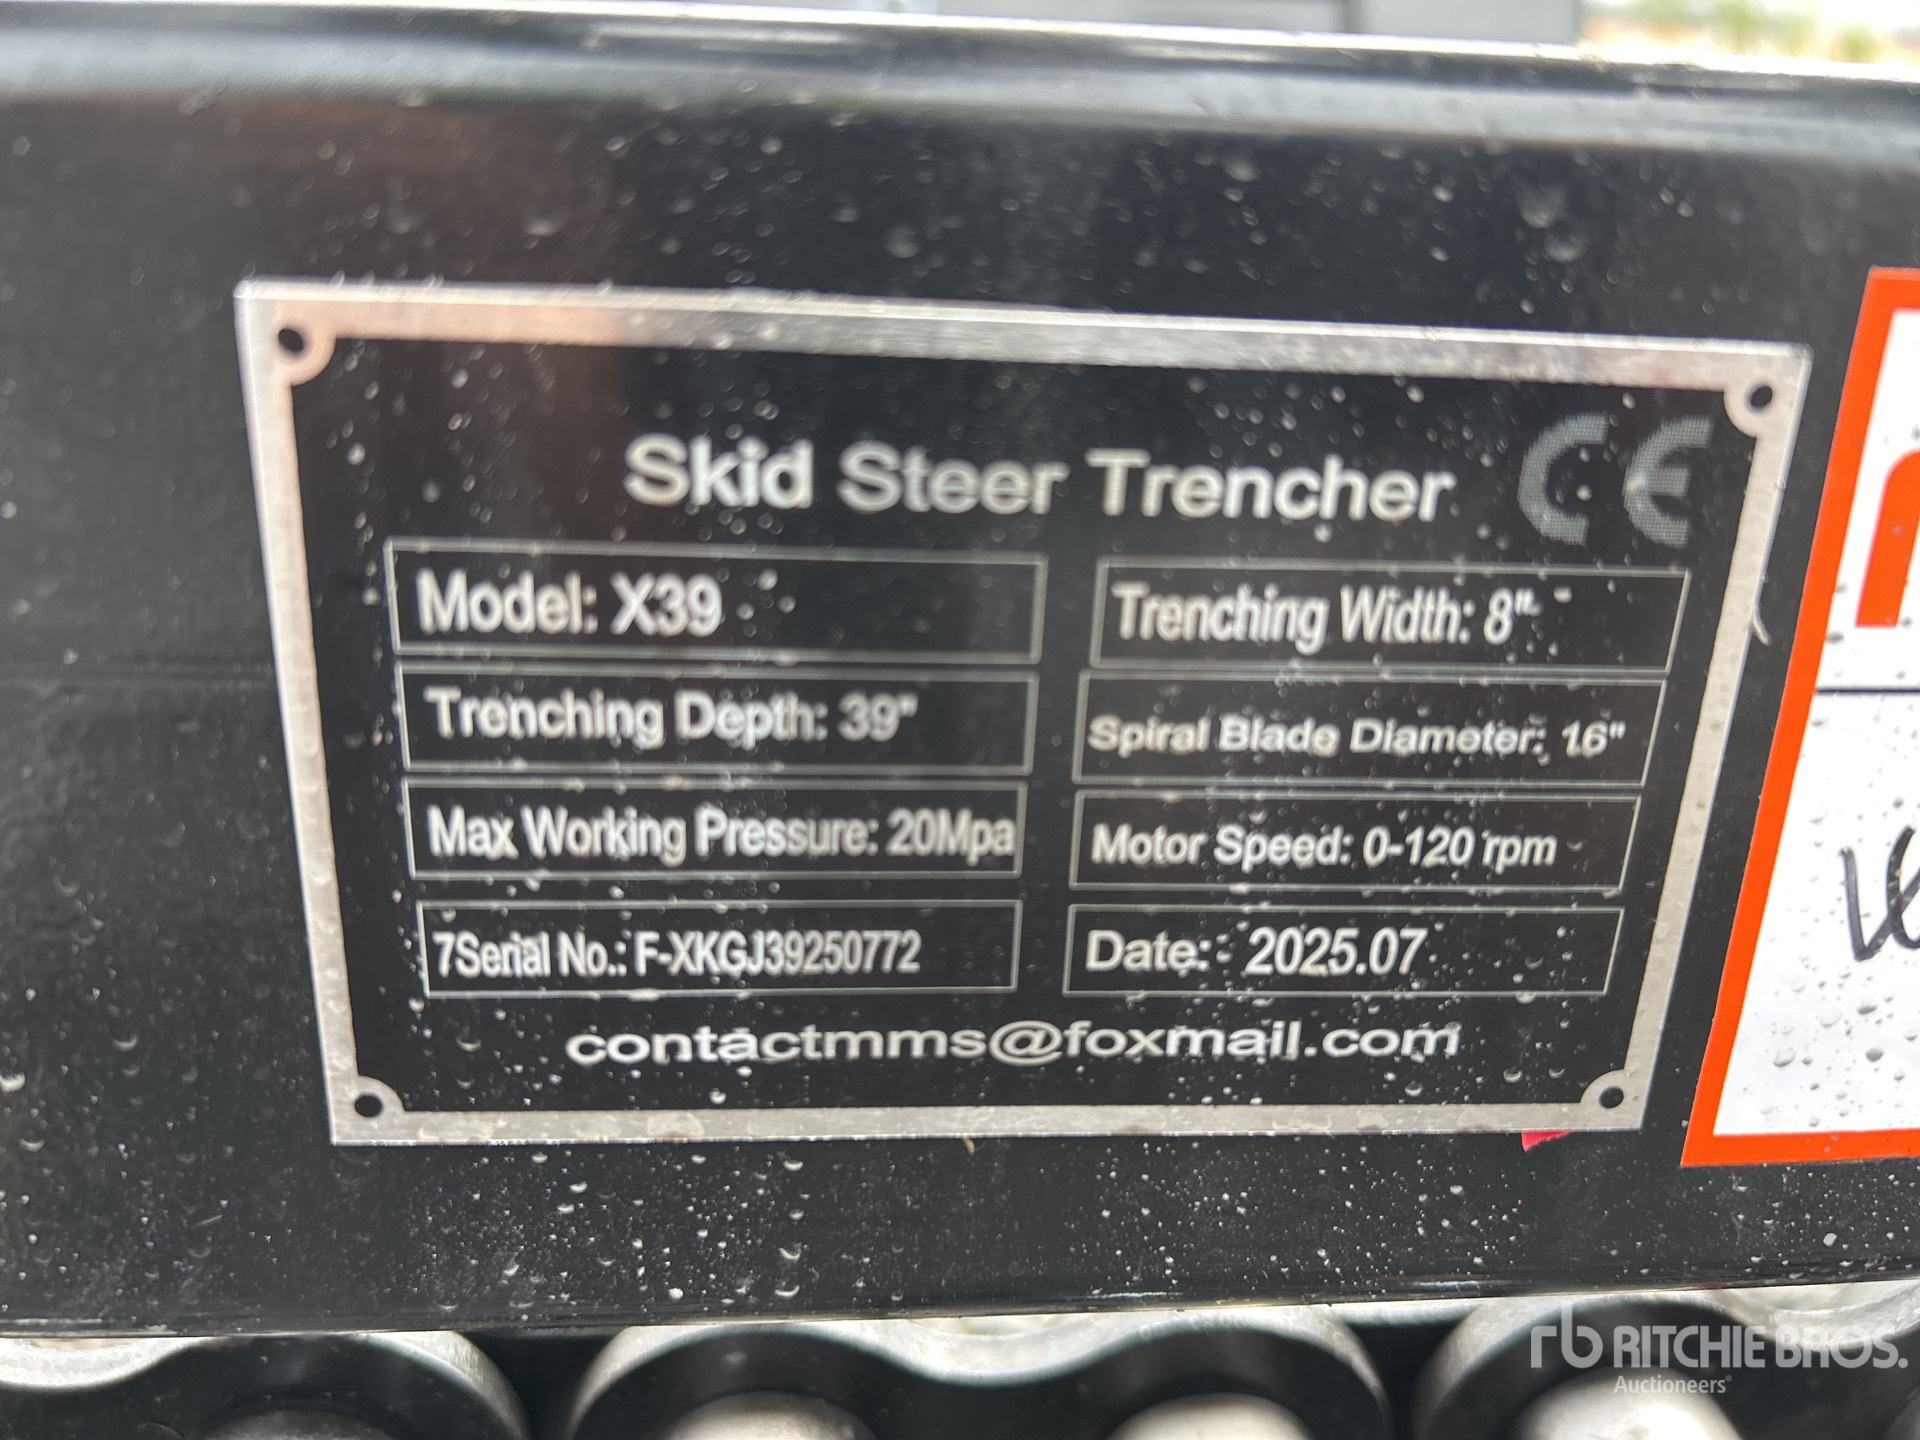 Skid Steer Trencher CE
Model: X39
Trenching Width: 8"
Trenching Depth: 39"
Spiral Blade Diameter: 16"
Max Working Pressure: 20Mpa
Motor Speed: 0-120 rpm
7Serial No.: F-XKGJ39250772
Date: 2025.07
contactmms@foxmail.com
rb RITCHIE BROS.
Auctioneers